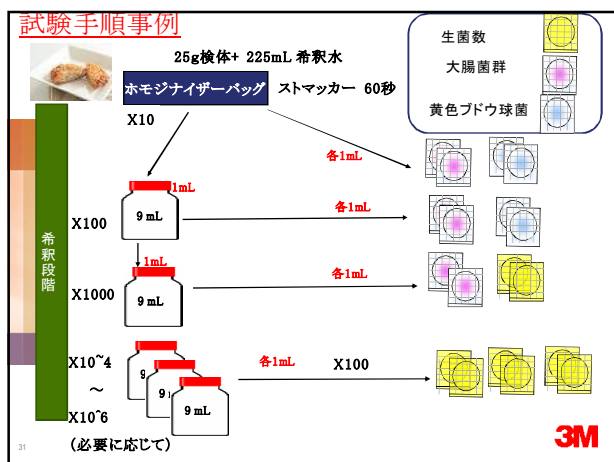 試験手順事例
25g検体+ 225mL 希釈水
ホモジナイザーバッグ
ストマッカー 60秒
生菌数
大腸菌群
黄色ブドウ球菌
X10
各1mL
希釈段階
1mL
9 mL
X100
各1mL
1mL
9 mL
X1000
各1mL
X10~4
～
X10~6
9
9
9 mL
各1mL
X100
(必要に応じて)
31
3M